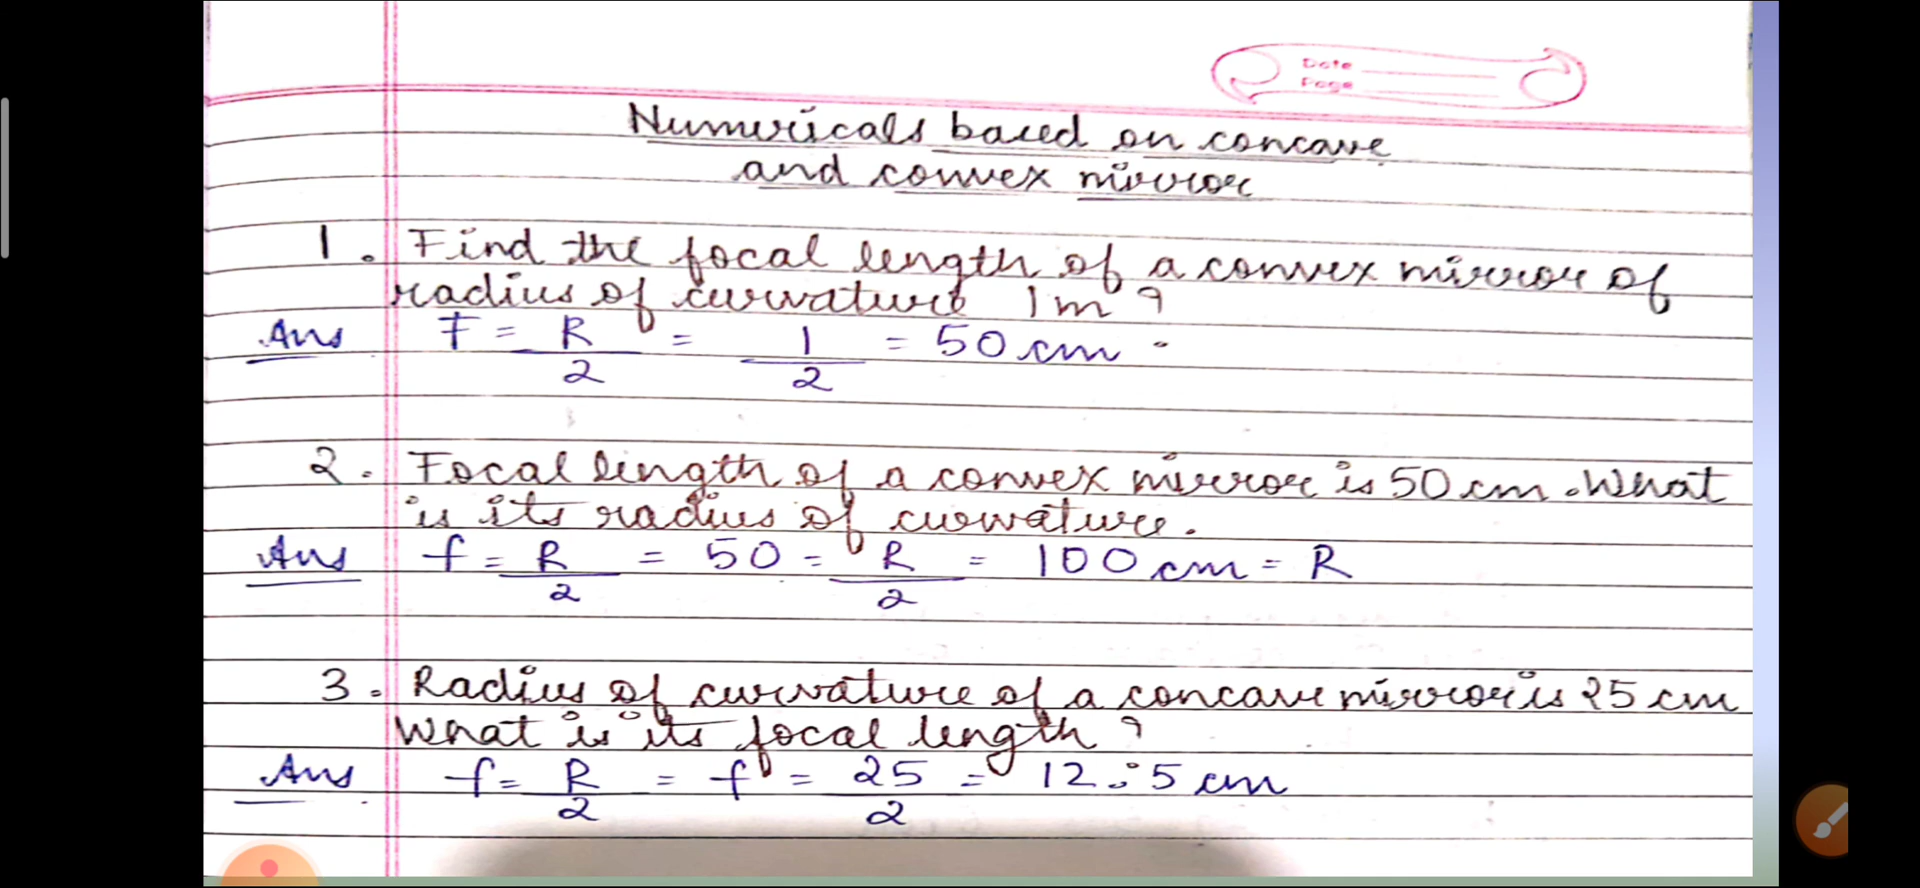 Date
Page
Numericals based on concave
and convex mirror
1. Find the focal length of a convex mirror of
radius of curvature 1m?
Ans F = R/2 = 1/2 = 50 cm.
2. Focal length of a convex mirror is 50 cm. What
is its radius of curvature.
Ans f = R/2 = 50 = R/2 = 100 cm = R
3. Radius of curvature of a concave mirror is 25 cm
What is its focal length?
Ans f = R/2 = f = 25/2 = 12.5 cm